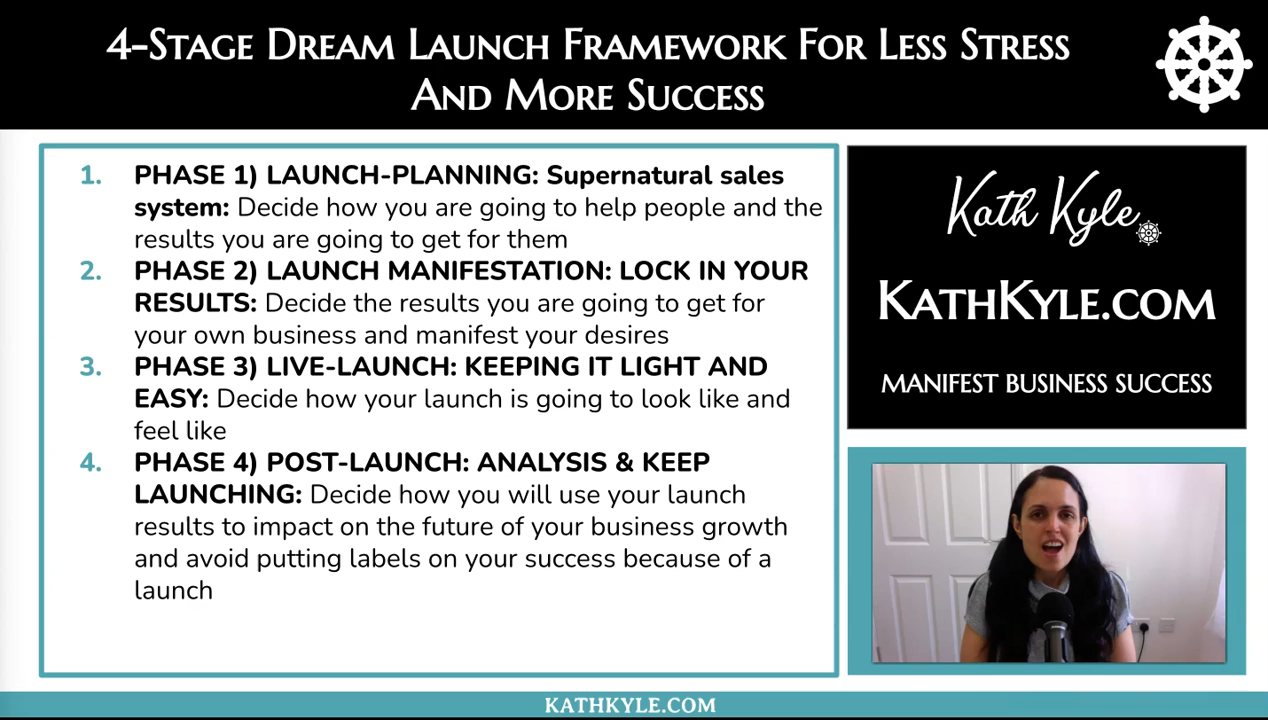 4-Stage Dream Launch Framework For Less Stress
And More Success
1. PHASE 1) LAUNCH-PLANNING: Supernatural sales
system: Decide how you are going to help people and the
results you are going to get for them
2. PHASE 2) LAUNCH MANIFESTATION: LOCK IN YOUR
RESULTS: Decide the results you are going to get for
your own business and manifest your desires
3. PHASE 3) LIVE-LAUNCH: KEEPING IT LIGHT AND
EASY: Decide how your launch is going to look like and
feel like
4. PHASE 4) POST-LAUNCH: ANALYSIS & KEEP
LAUNCHING: Decide how you will use your launch
results to impact on the future of your business growth
and avoid putting labels on your success because of a
launch
Kath Kyle
KathKyle.com
MANIFEST BUSINESS SUCCESS
KATHKYLE.COM